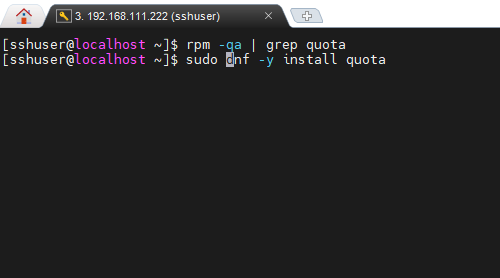 3. 192.168.111.222 (sshuser)
[sshuser@localhost ~]$ rpm -qa | grep quota
[sshuser@localhost ~]$ sudo dnf -y install quota